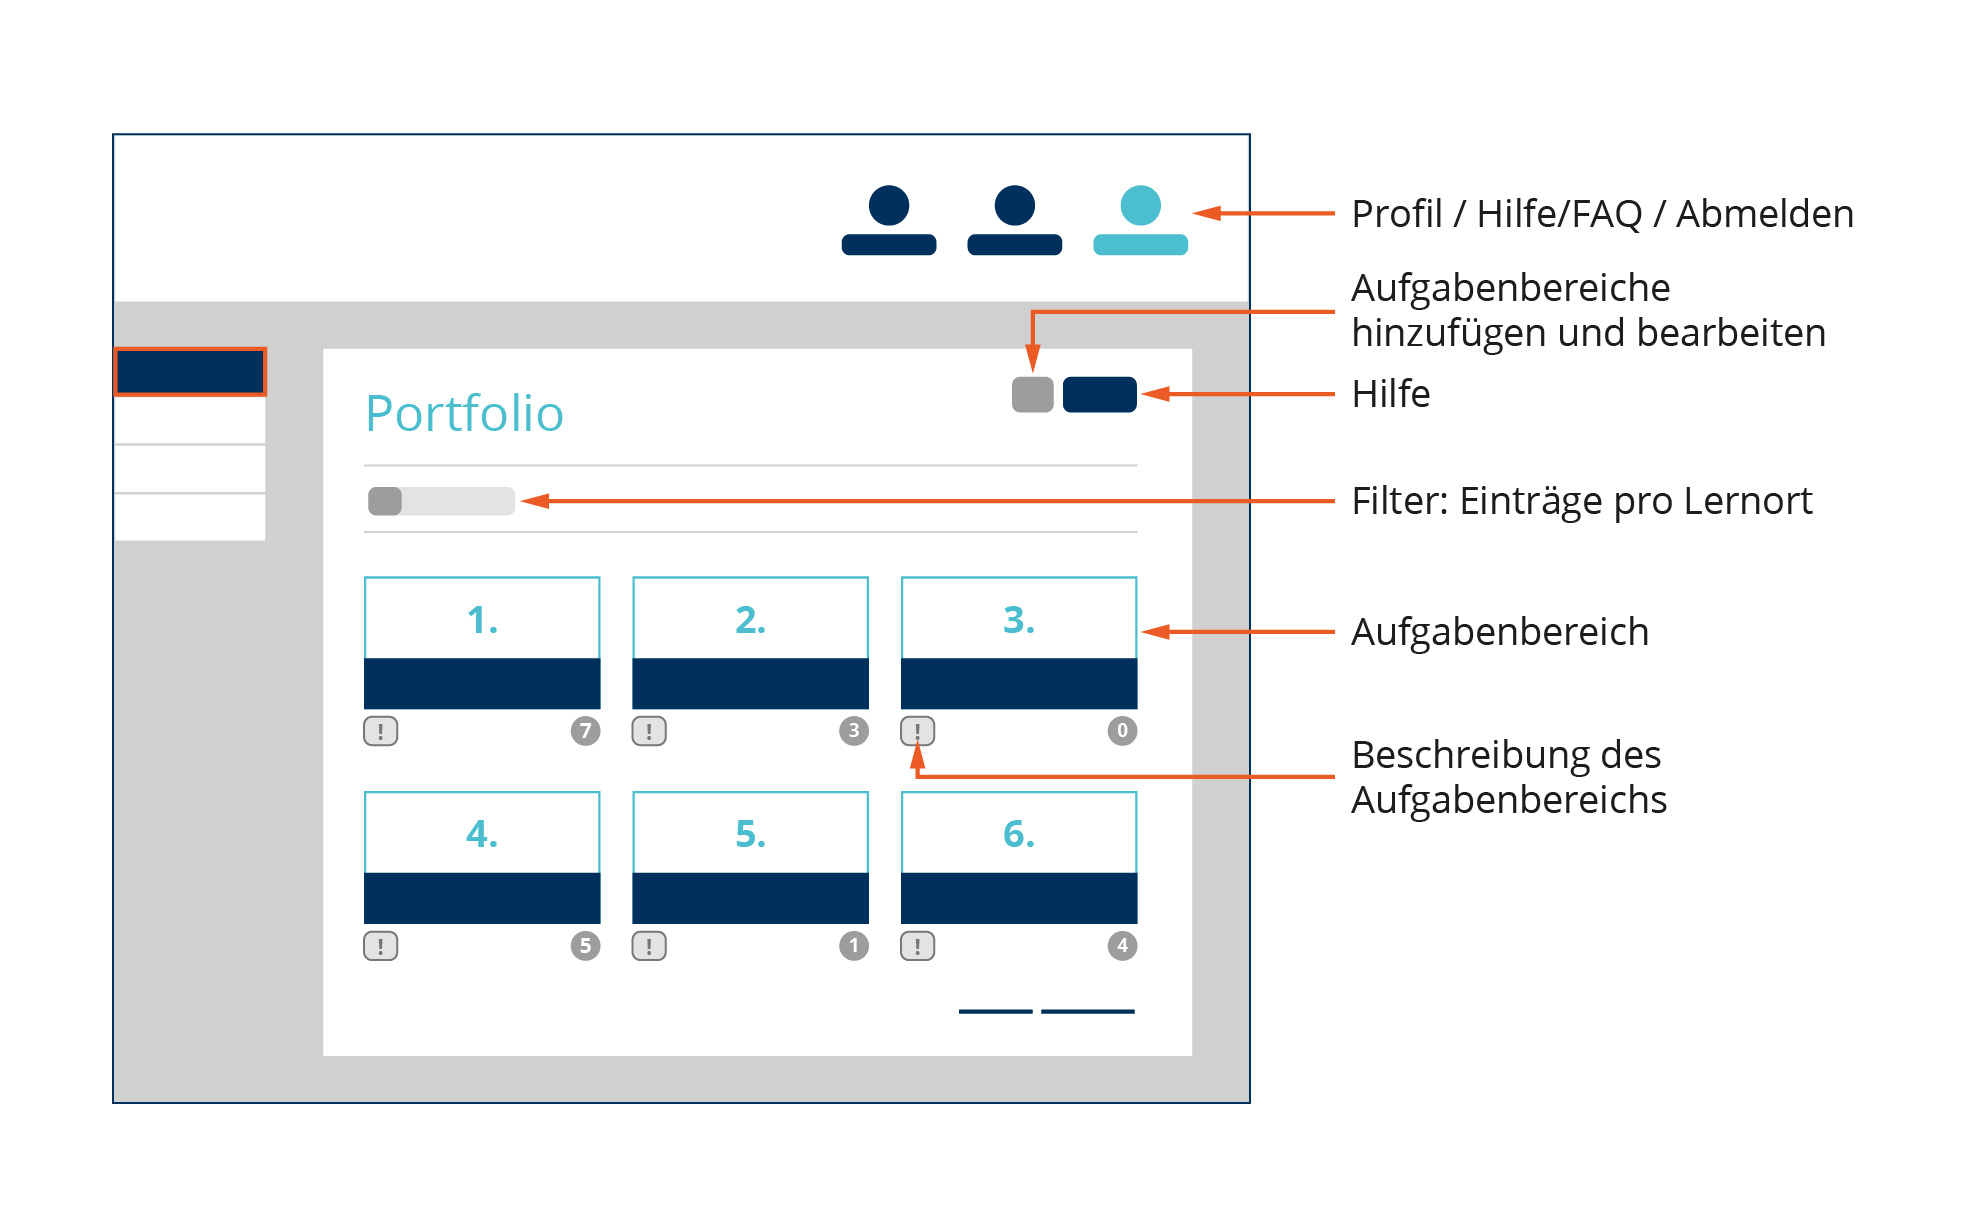 Profil / Hilfe/FAQ / Abmelden
Aufgabenbereiche
hinzufügen und bearbeiten
Hilfe
Portfolio
Filter: Einträge pro Lernort
1. 2. 3.
Aufgabenbereich
! 7 ! 3 ! 0
Beschreibung des
Aufgabenbereichs
4. 5. 6.
! 5 ! 1 ! 4